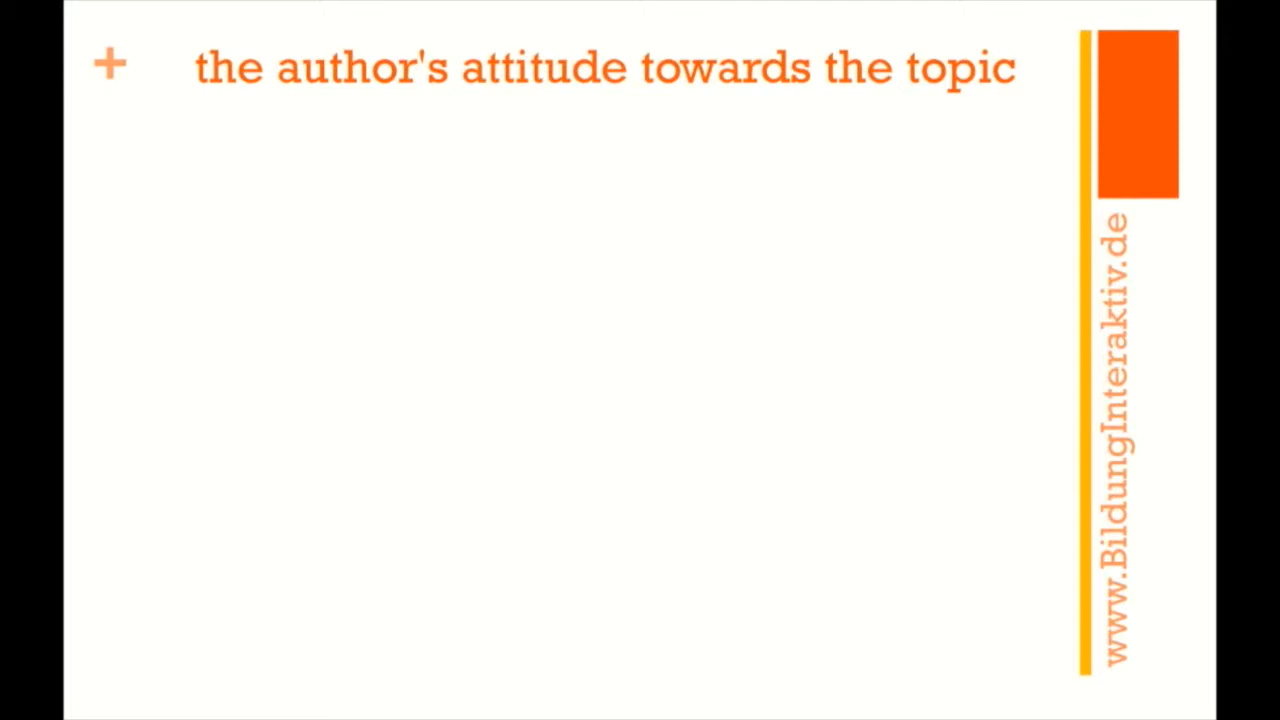 + the author's attitude towards the topic
www.BildungInteraktiv.de